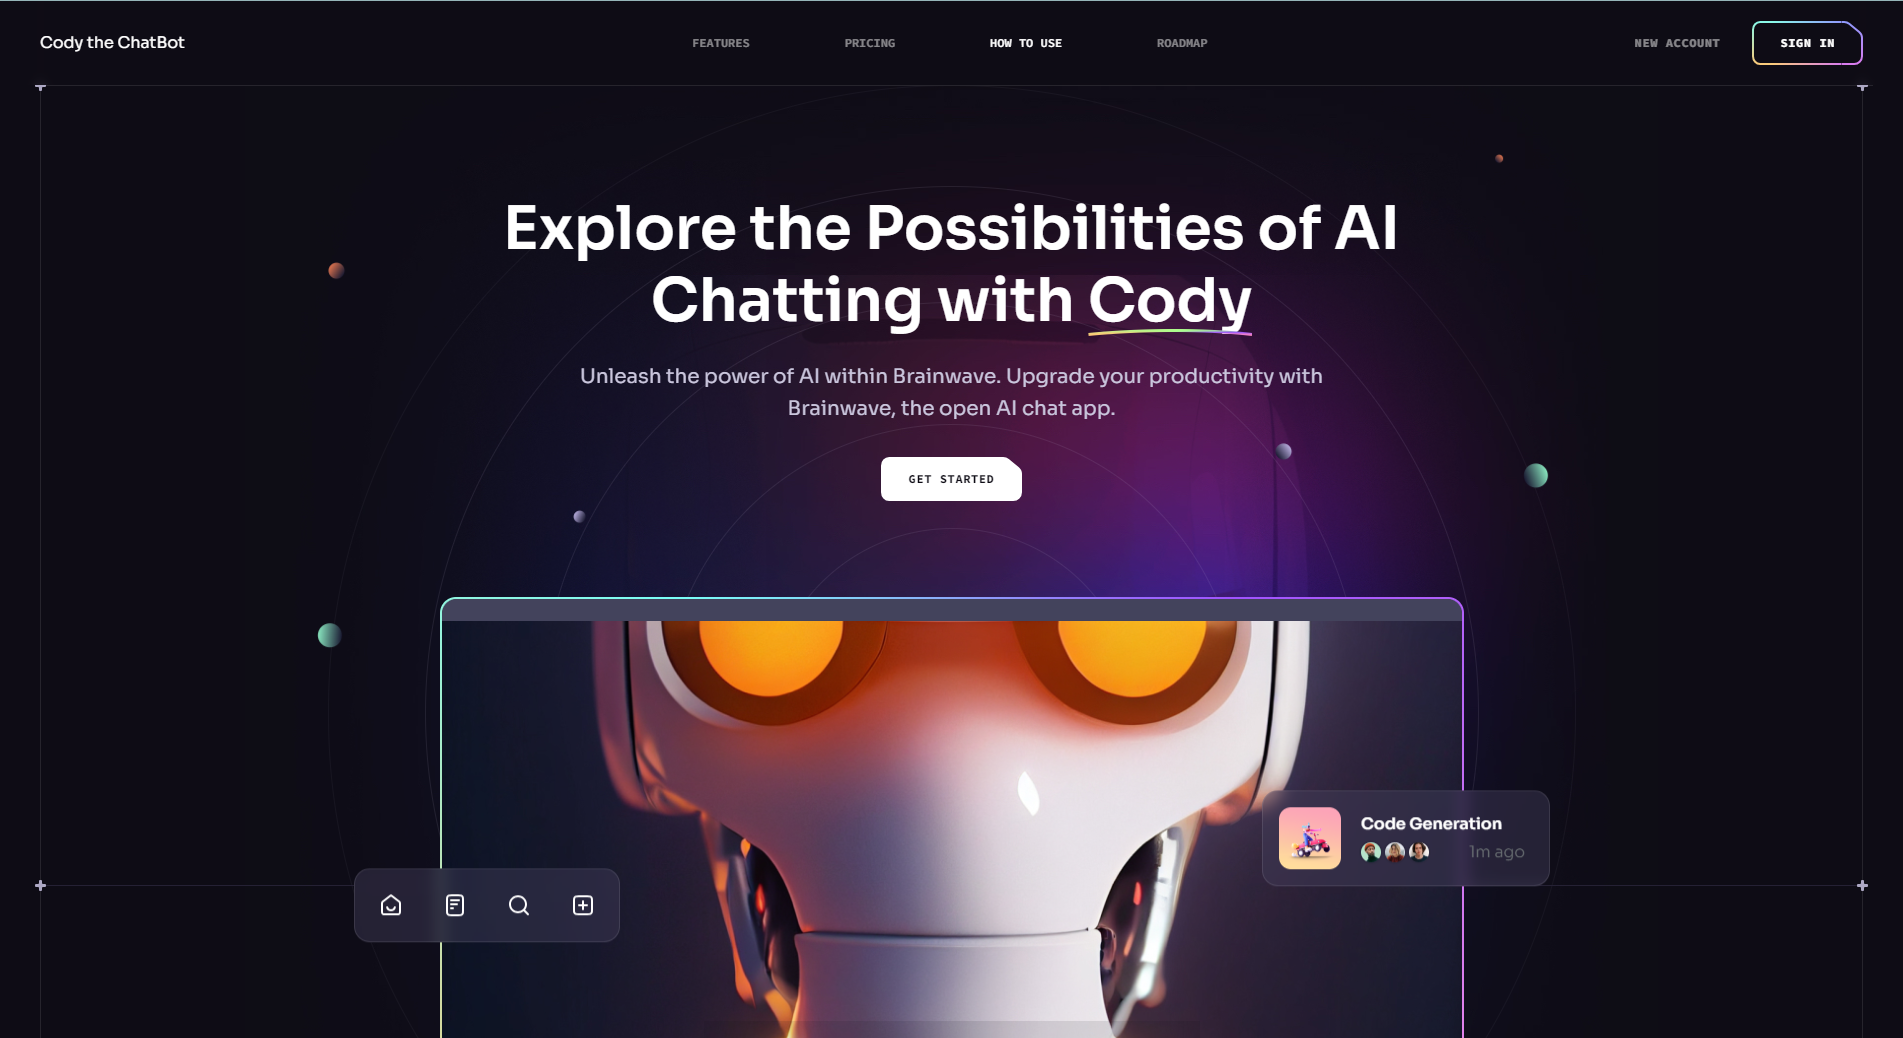 Cody the ChatBot
FEATURES
PRICING
HOW TO USE
ROADMAP
NEW ACCOUNT
SIGN IN
Explore the Possibilities of AI
Chatting with Cody
Unleash the power of AI within Brainwave. Upgrade your productivity with
Brainwave, the open AI chat app.
GET STARTED
Code Generation
1m ago